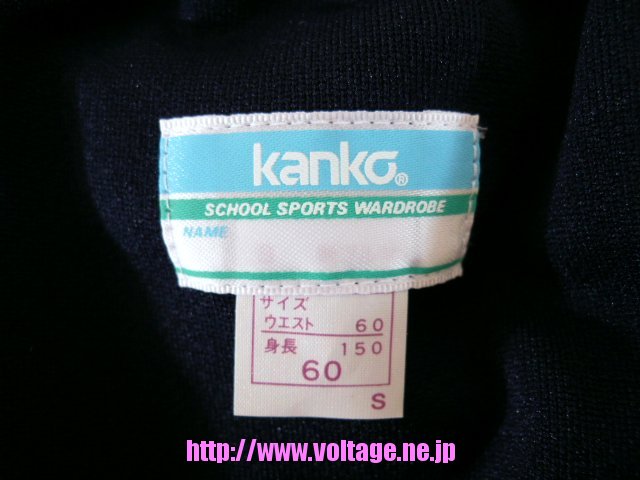 kanko®
SCHOOL SPORTS WARDROBE
NAME
サイズ
ウエスト 60
身長 150
60
S
http://www.voltage.ne.jp